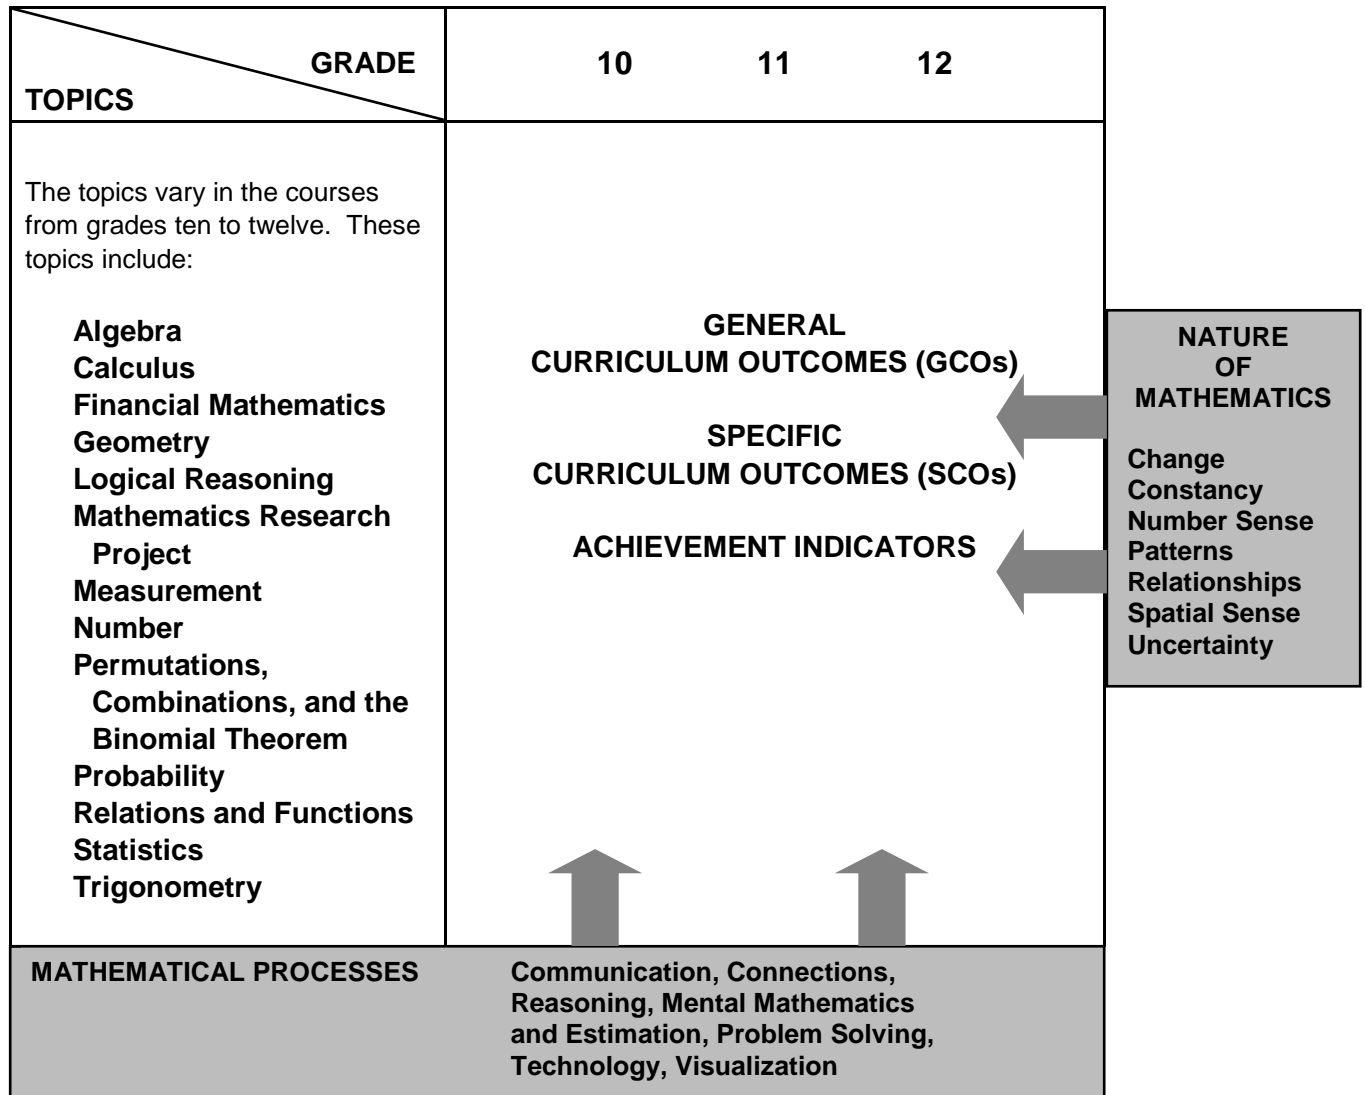 GRADE
TOPICS
10 11 12
The topics vary in the courses
from grades ten to twelve. These
topics include:
Algebra
Calculus
Financial Mathematics
Geometry
Logical Reasoning
Mathematics Research
Project
Measurement
Number
Permutations,
Combinations, and the
Binomial Theorem
Probability
Relations and Functions
Statistics
Trigonometry
GENERAL
CURRICULUM OUTCOMES (GCOs)
SPECIFIC
CURRICULUM OUTCOMES (SCOs)
ACHIEVEMENT INDICATORS
NATURE
OF
MATHEMATICS
Change
Constancy
Number Sense
Patterns
Relationships
Spatial Sense
Uncertainty
MATHEMATICAL PROCESSES
Communication, Connections,
Reasoning, Mental Mathematics
and Estimation, Problem Solving,
Technology, Visualization